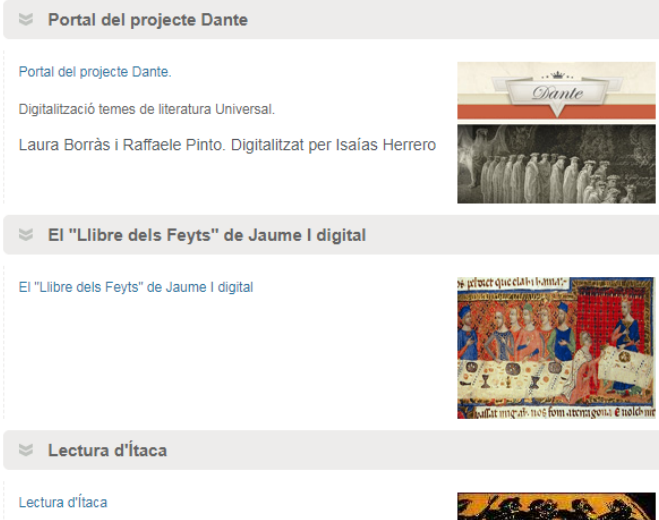 Portal del projecte Dante
Portal del projecte Dante.
Digitalització temes de literatura Universal.
Laura Borràs i Raffaele Pinto. Digitalitzat per Isaías Herrero
Dante
El "Llibre dels Feyts" de Jaume I digital
El "Llibre dels Feyts" de Jaume I digital
Lectura d'Ítaca
Lectura d'Ítaca